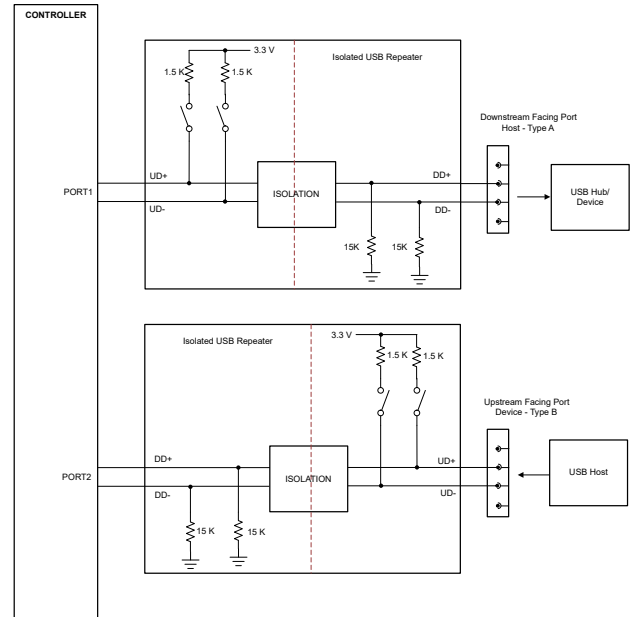 CONTROLLER
3.3 V
Isolated USB Repeater
1.5 K
1.5 K
Downstream Facing Port
Host - Type A
UD+
DD+
PORT1
ISOLATION
USB Hub/
Device
UD-
DD-
15K
15K
Isolated USB Repeater
3.3 V
1.5 K
1.5 K
Upstream Facing Port
Device - Type B
DD+
UD+
PORT2
ISOLATION
USB Host
DD-
UD-
15 K
15 K